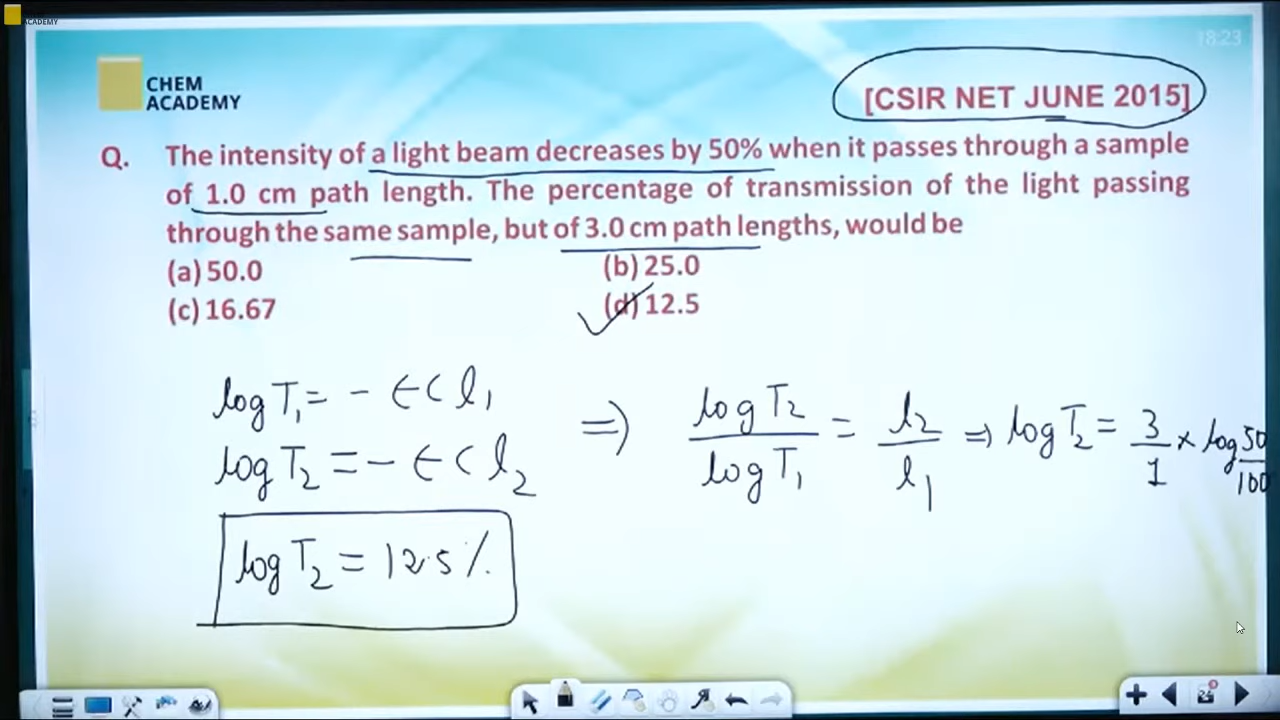 CHEM
ACADEMY
18:23
CHEM
ACADEMY
[CSIR NET JUNE 2015]
Q. The intensity of a light beam decreases by 50% when it passes through a sample
of 1.0 cm path length. The percentage of transmission of the light passing
through the same sample, but of 3.0 cm path lengths, would be
(a) 50.0 (b) 25.0
(c) 16.67 (d) 12.5
log T₁ = - ∈ C l₁
log T₂ = - ∈ C l₂
⇒ log T₂ / log T₁ = l₂ / l₁ ⇒ log T₂ = 3/1 × log 50/100
log T₂ = 12.5 %